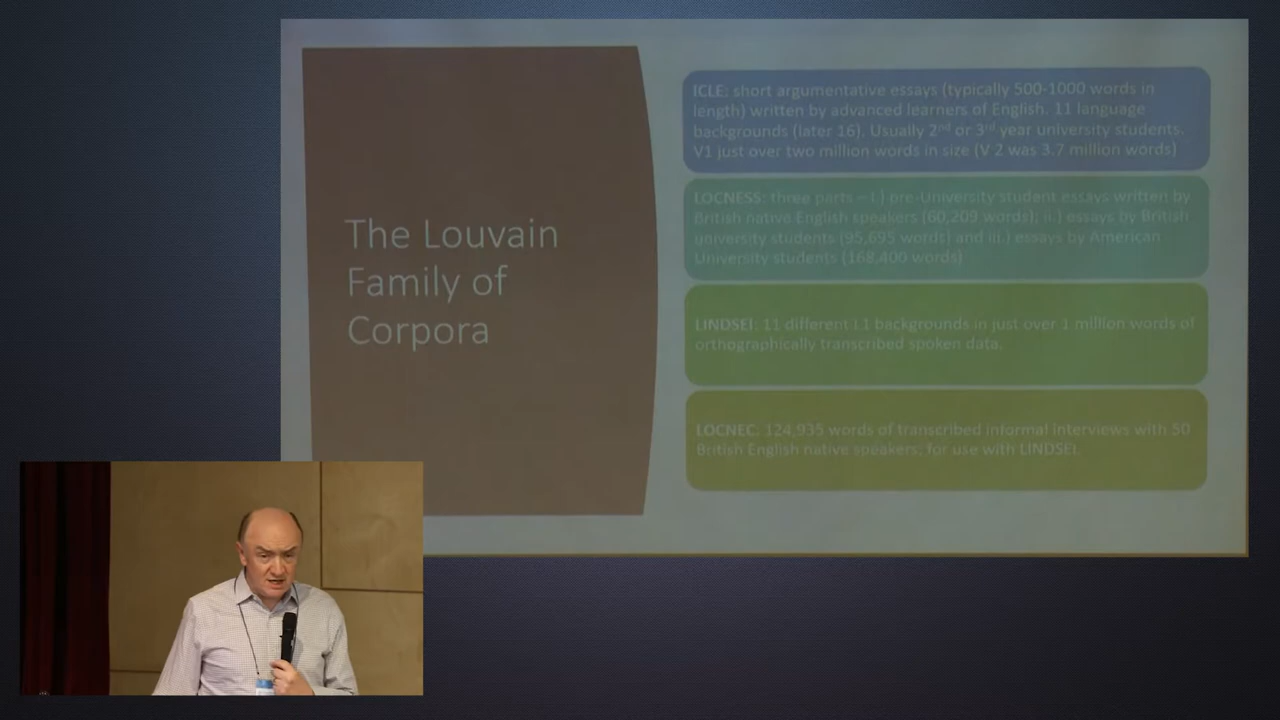 The Louvain
Family of
Corpora
ICLE: short argumentative essays (typically 500-1000 words in
length) written by advanced learners of English. 11 language
backgrounds (later 16). Usually 2nd or 3rd year university students.
V1 just over two million words in size (V 2 was 3.7 million words)
LOCNESS: three parts – i.) pre-University student essays written by
British native English speakers (60,209 words); ii.) essays by British
university students (95,695 words) and iii.) essays by American
University students (168,400 words)
LINDSEI: 11 different L1 backgrounds in just over 1 million words of
orthographically transcribed spoken data.
LOCNEC. 124,935 words of transcribed informal interviews with 50
British English native speakers, for use with LINDSEI.